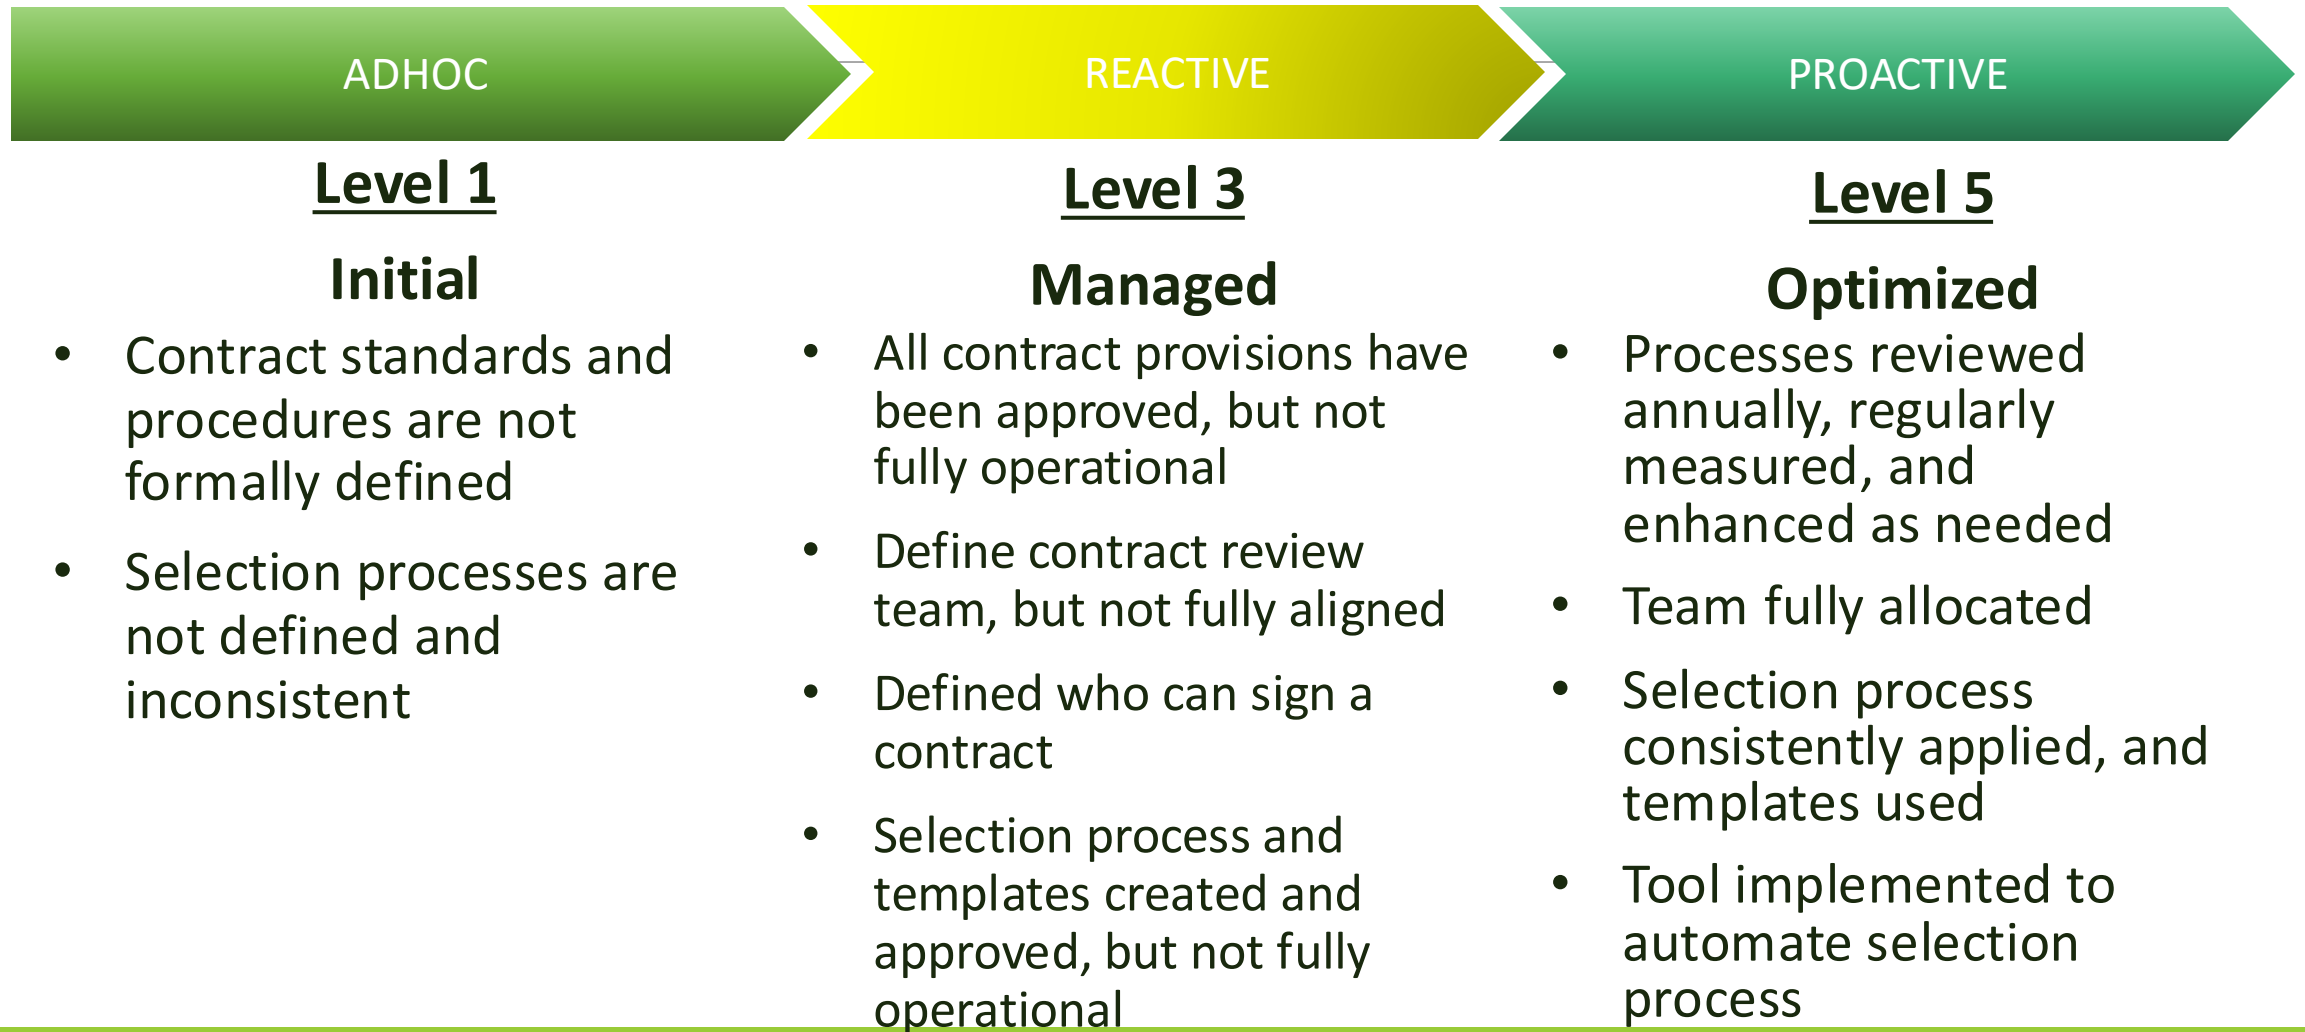 ADHOC
REACTIVE
PROACTIVE
Level 1
Initial
• Contract standards and
procedures are not
formally defined
• Selection processes are
not defined and
inconsistent
Level 3
Managed
• All contract provisions have
been approved, but not
fully operational
• Define contract review
team, but not fully aligned
• Defined who can sign a
contract
• Selection process and
templates created and
approved, but not fully
operational
Level 5
Optimized
• Processes reviewed
annually, regularly
measured, and
enhanced as needed
• Team fully allocated
• Selection process
consistently applied, and
templates used
• Tool implemented to
automate selection
process